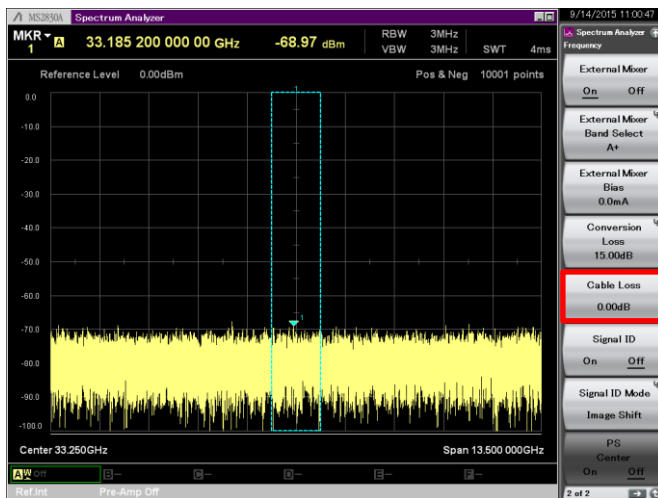 MS2830A Spectrum Analyzer
9/14/2015 11:00:47
MKR 1 A 33.185 200 000 00 GHz -68.97 dBm
RBW 3MHz
VBW 3MHz SWT 4ms
Reference Level 0.00dBm Pos & Neg 10001 points
1
0.0
-10.0
-20.0
-30.0
-40.0
-50.0
-60.0
-70.0
-80.0
-90.0
-100.0
1
Center 33.250GHz Span 13.500 000GHz
A W Off B-- C-- D-- E-- F--
Ref.Int Pre-Amp Off
Spectrum Analyzer
Frequency
External Mixer
On Off
External Mixer
Band Select
A+
External Mixer
Bias
0.0mA
Conversion
Loss
15.00dB
Cable Loss
0.00dB
Signal ID
On Off
Signal ID Mode
Image Shift
PS
Center
On Off
2 of 2